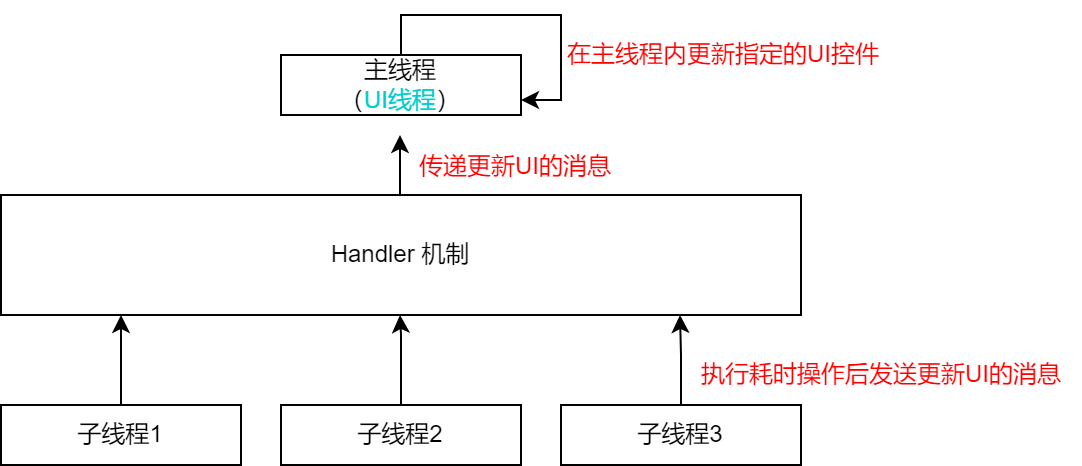 主线程
（UI线程）
在主线程内更新指定的UI控件
传递更新UI的消息
Handler 机制
执行耗时操作后发送更新UI的消息
子线程1
子线程2
子线程3